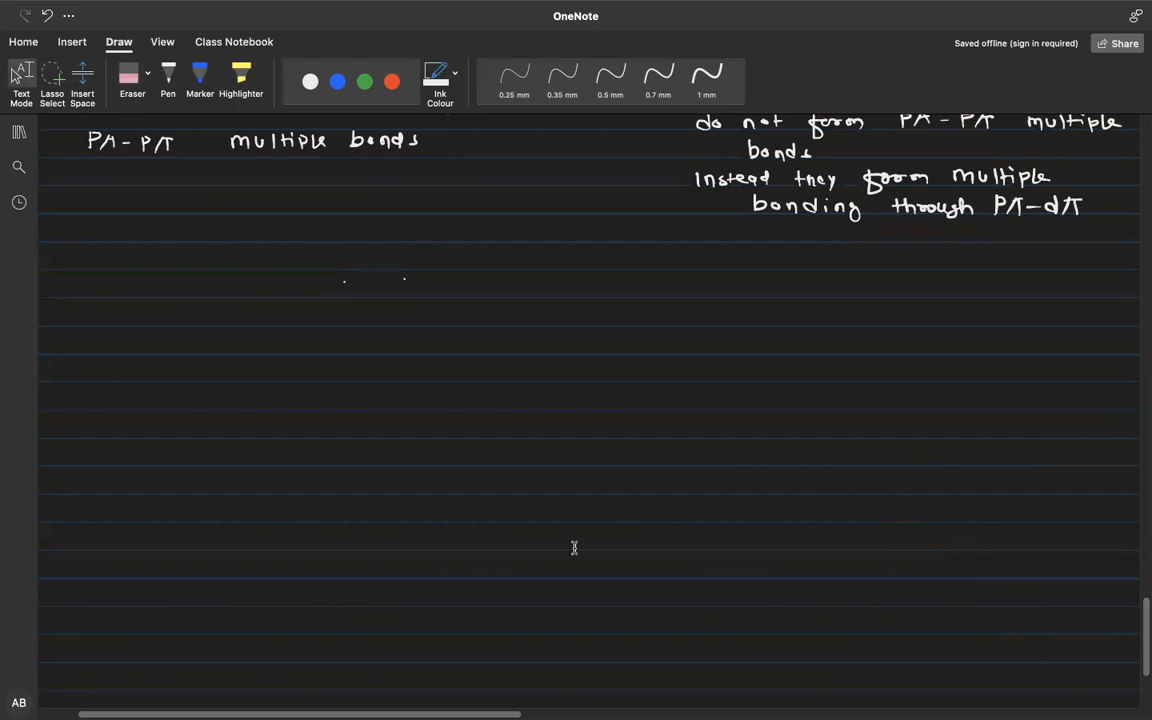 OneNote
Home Insert Draw View Class Notebook
Saved offline (sign in required) Share
Text Mode
Lasso Select
Insert Space
Eraser
Pen
Marker
Highlighter
Ink Colour
0.25 mm
0.35 mm
0.5 mm
0.7 mm
1 mm
Pπ - Pπ multiple bonds
do not form Pπ - Pπ multiple
bonds
Instead they form multiple
bonding through Pπ-dπ
AB